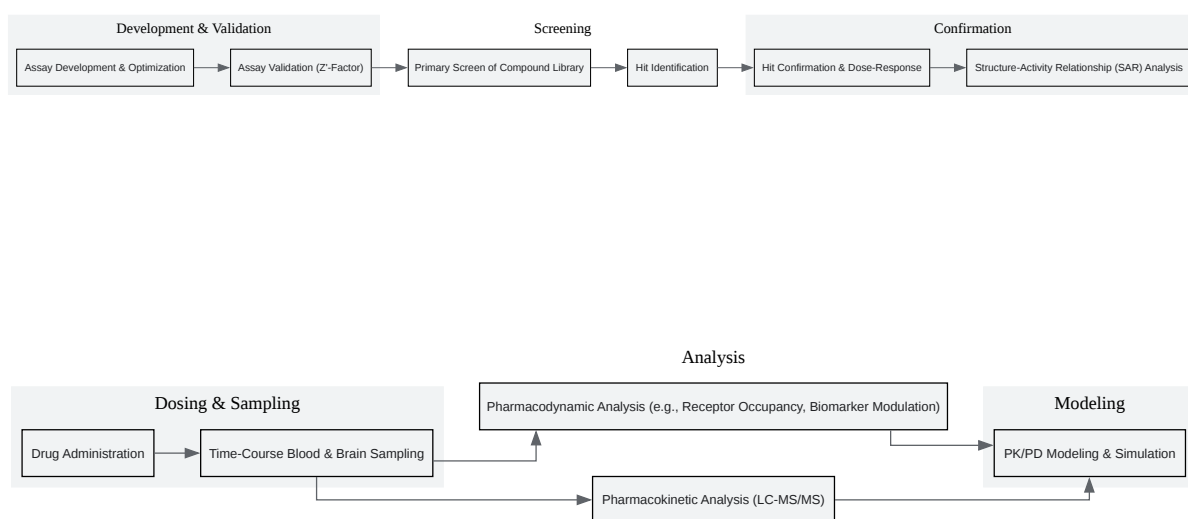 Development & Validation
Screening
Confirmation
Assay Development & Optimization
Assay Validation (Z'-Factor)
Primary Screen of Compound Library
Hit Identification
Hit Confirmation & Dose-Response
Structure-Activity Relationship (SAR) Analysis
Analysis
Dosing & Sampling
Modeling
Pharmacodynamic Analysis (e.g., Receptor Occupancy, Biomarker Modulation)
Drug Administration
Time-Course Blood & Brain Sampling
PK/PD Modeling & Simulation
Pharmacokinetic Analysis (LC-MS/MS)